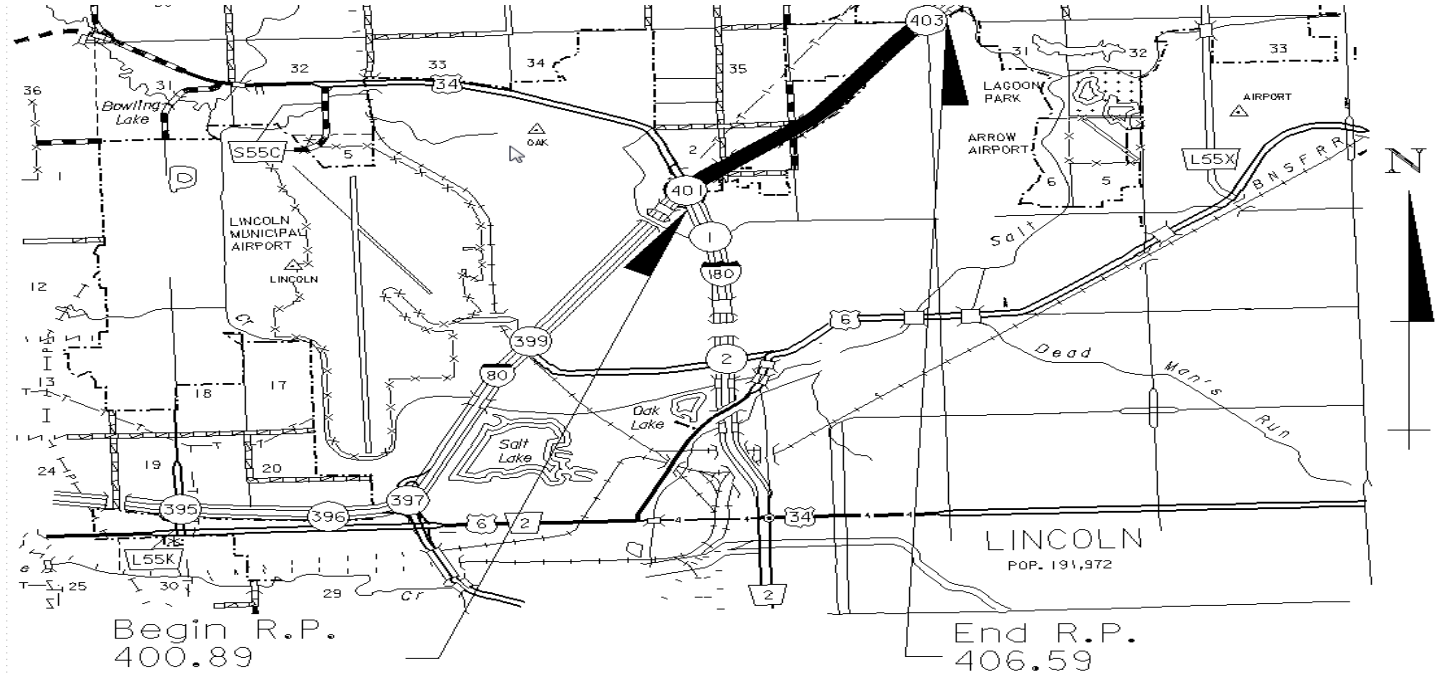 403
31
32
33
32
33
34
35
34
31
36
Bowling
Lake
LAGOON
PARK
AIRPORT
OAK
ARROW
AIRPORT
S55C
5
2
L55X
N
BNSFRR
1
D
401
6
5
LINCOLN
MUNICIPAL
AIRPORT
Salt
1
LINCOLN
180
12
Cr
6
399
2
Dead
Man's
Run
80
13
17
18
Oak
Lake
Salt
Lake
24
19
20
395
396
397
6
2
34
LINCOLN
POP. 191,972
L55K
25
30
29
Cr
2
Begin R.P.
400.89
End R.P.
406.59